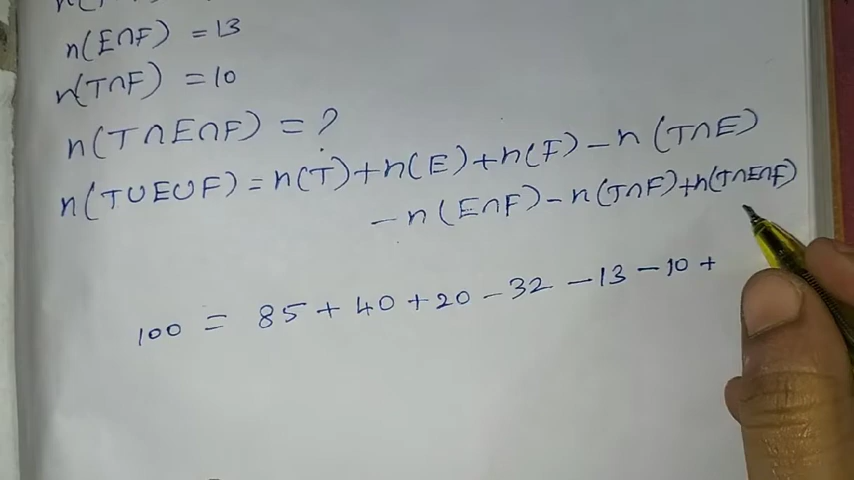 n(E∩F) = 13
n(T∩F) = 10
n(T∩E∩F) = ?
n(T∪E∪F) = n(T)+n(E)+n(F)-n(T∩E)
-n(E∩F)-n(T∩F)+n(T∩E∩F)
100 = 85+40+20-32-13-10+